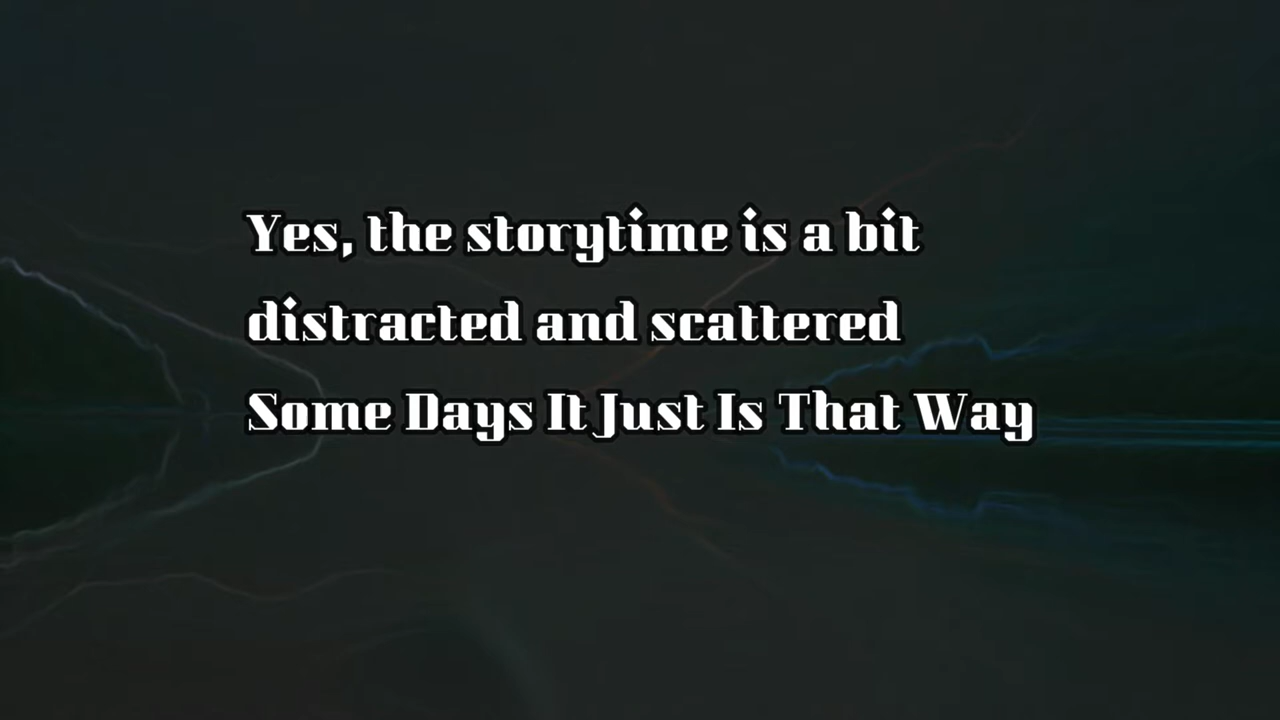 Yes, the storytime is a bit
distracted and scattered
Some Days It Just Is That Way